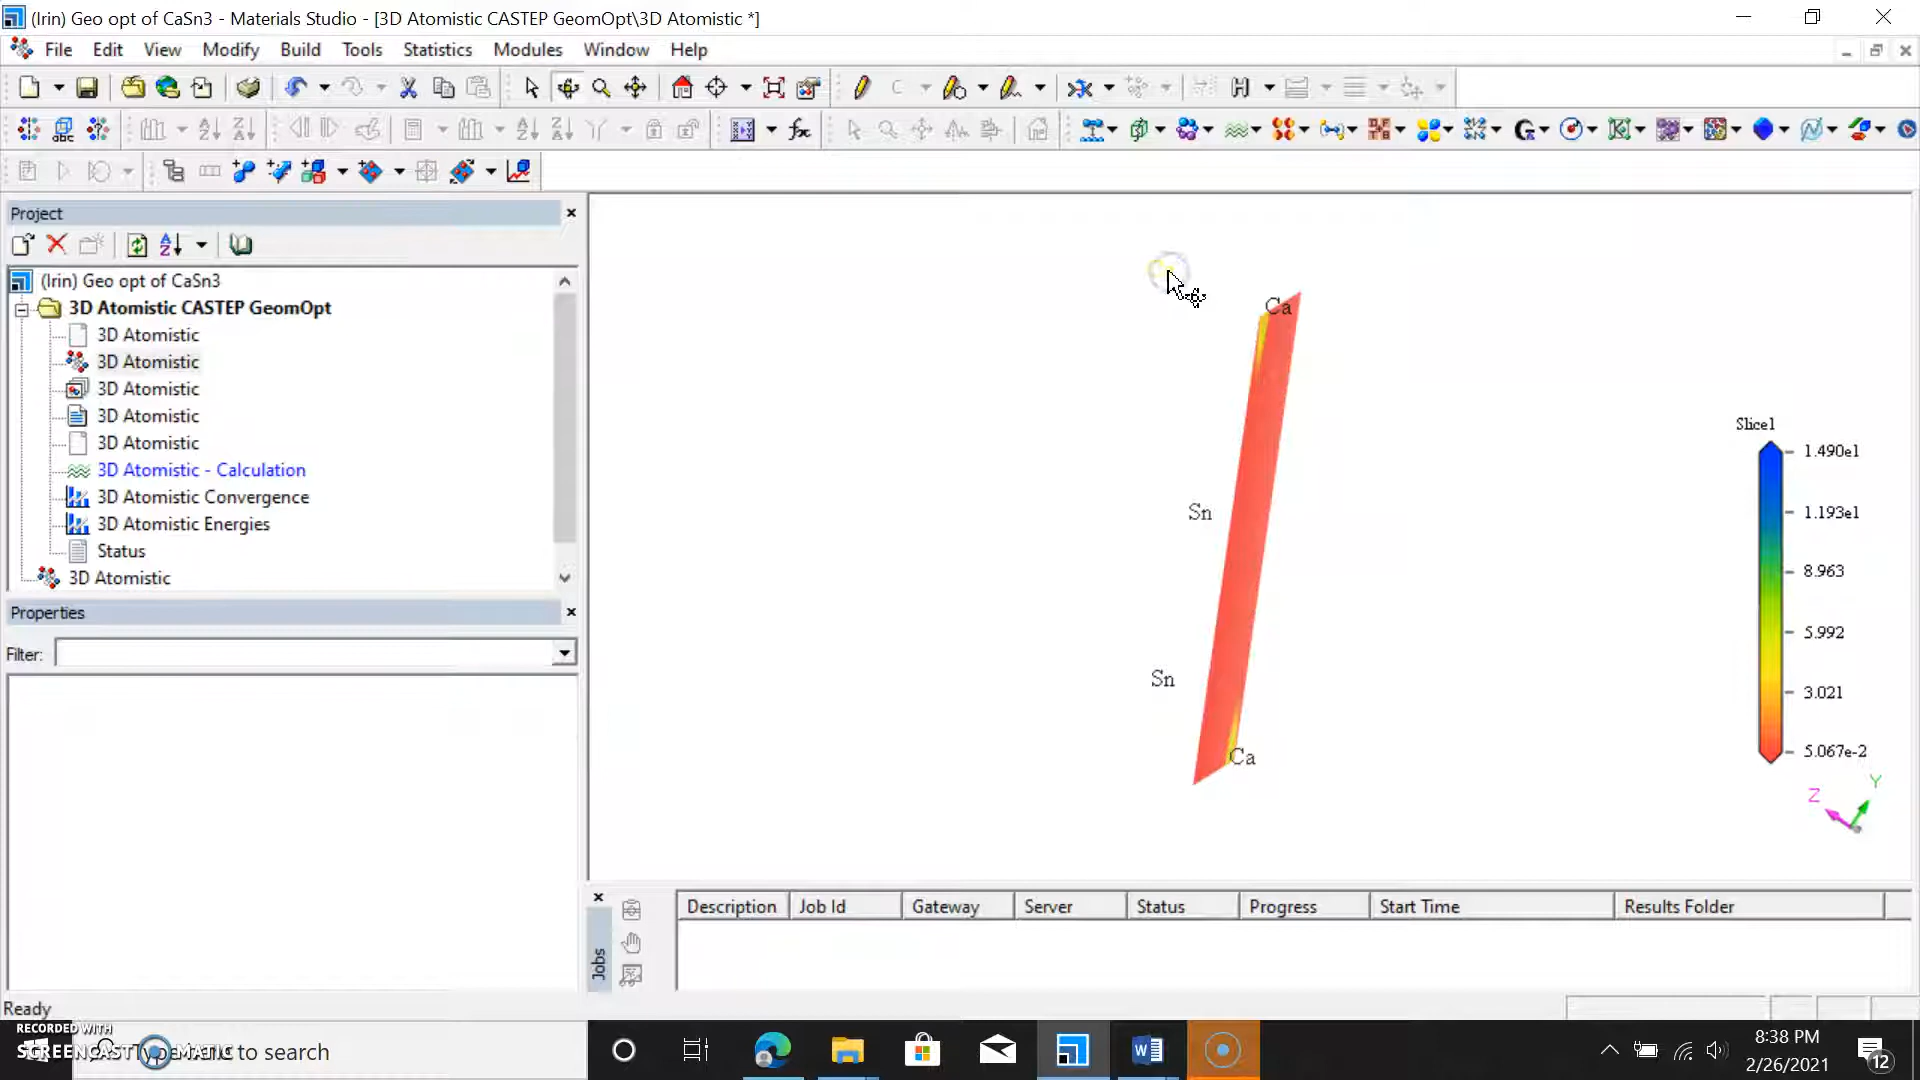 (Irin) Geo opt of CaSn3 - Materials Studio - [3D Atomistic CASTEP GeomOpt\3D Atomistic *]
File Edit View Modify Build Tools Statistics Modules Window Help
Project
(Irin) Geo opt of CaSn3
3D Atomistic CASTEP GeomOpt
3D Atomistic
3D Atomistic
3D Atomistic
3D Atomistic
3D Atomistic
3D Atomistic - Calculation
3D Atomistic Convergence
3D Atomistic Energies
Status
3D Atomistic
Properties
Filter:
Ca
Sn
Sn
Ca
Slice1
1.490e1
1.193e1
8.963
5.992
3.021
5.067e-2
Y
Z
Jobs
Description Job Id Gateway Server Status Progress Start Time Results Folder
Ready
RECORDED WITH
SCREENCAST MATIC
Type here to search
8:38 PM
2/26/2021
12